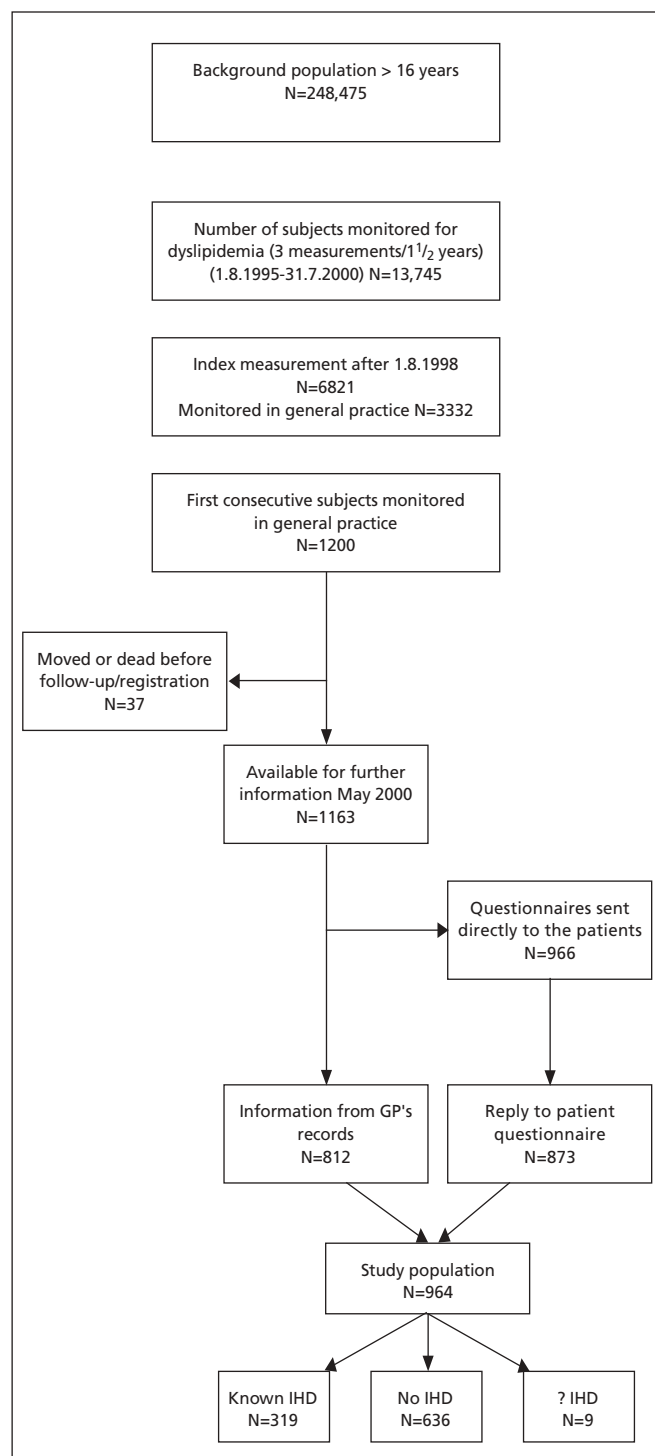 Background population > 16 years
N=248,475
Number of subjects monitored for
dyslipidemia (3 measurements/1 1/2 years)
(1.8.1995-31.7.2000) N=13,745
Index measurement after 1.8.1998
N=6821
Monitored in general practice N=3332
First consecutive subjects monitored
in general practice
N=1200
Moved or dead before
follow-up/registration
N=37
Available for further
information May 2000
N=1163
Questionnaires sent
directly to the patients
N=966
Information from GP's
records
N=812
Reply to patient
questionnaire
N=873
Study population
N=964
Known IHD
N=319
No IHD
N=636
? IHD
N=9